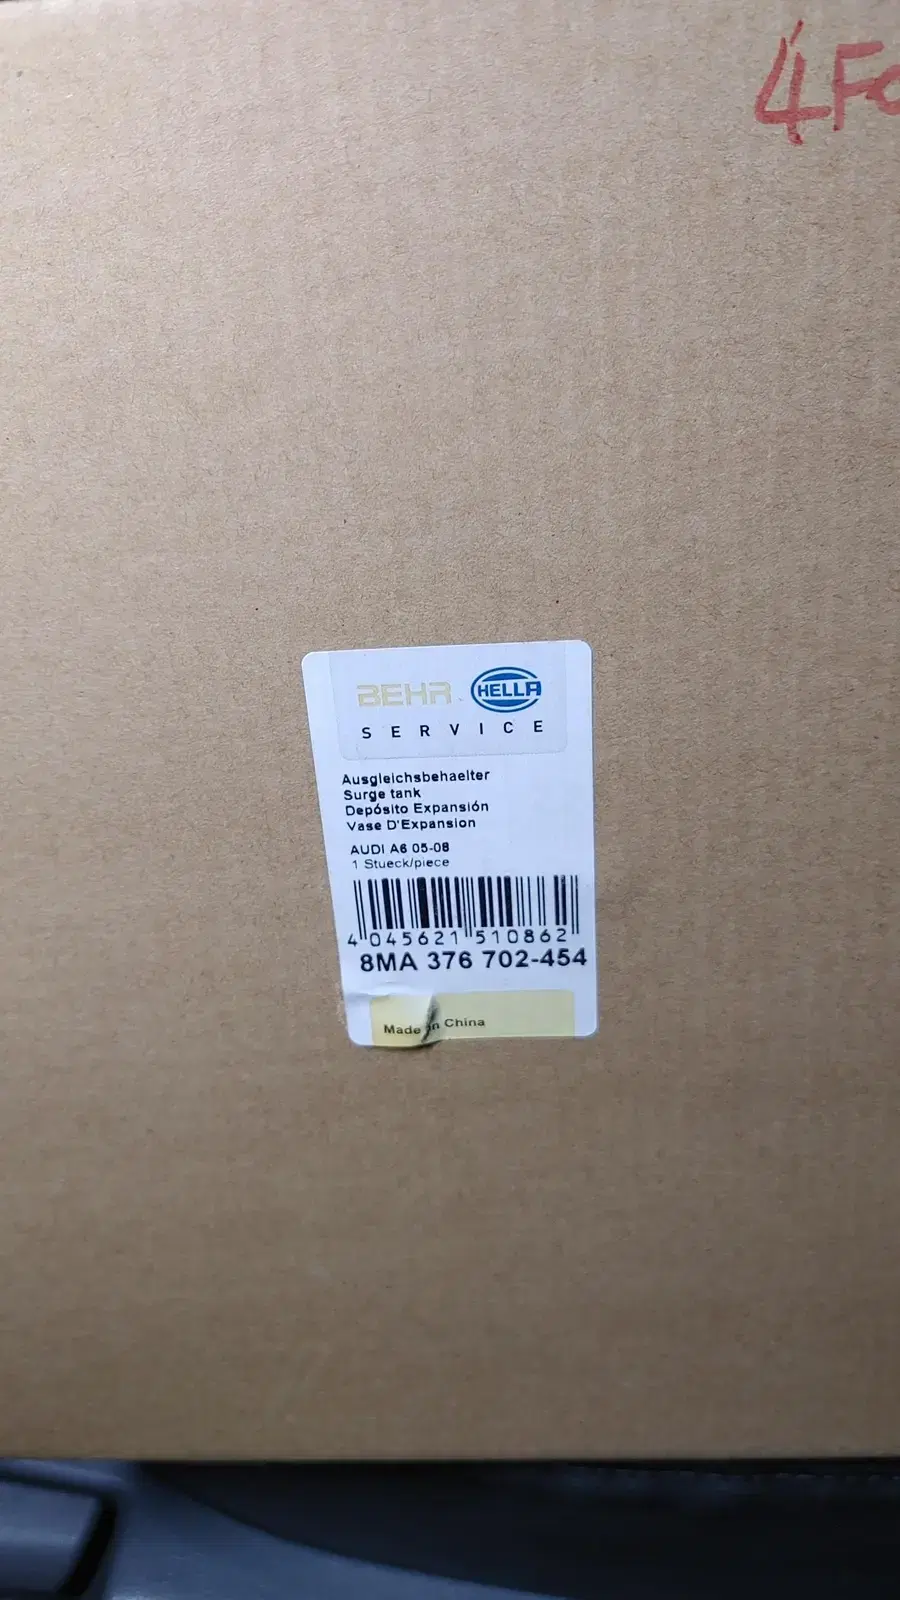 4F0
BEHR HELLA
SERVICE
Ausgleichsbehaelter
Surge tank
Depósito Expansión
Vase D'Expansion
AUDI A6 05-08
1 Stueck/piece
4 045621 510862
8MA 376 702-454
Made in China